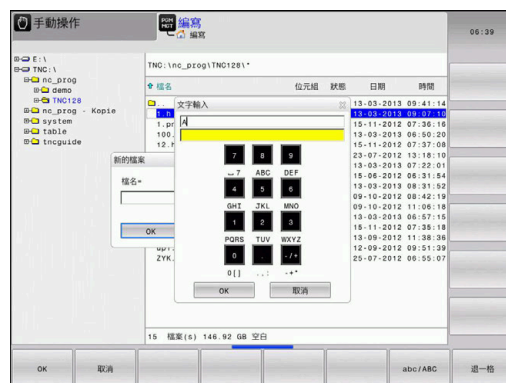 手動操作
PGM MGT 編寫
編寫
06:39
E:\
TNC:\
nc_prog
demo
TNC128
nc_prog - Kopie
system
table
tncguide
TNC:\nc_prog\TNC128\*
檔名 位元組 狀態 日期 時間
..
1.h 13-03-2013 09:41:14
13-03-2013 09:07:10
15-11-2012 07:36:16
100. 13-03-2013 06:50:20
12.h 15-11-2012 07:37:08
23-07-2012 13:18:10
13-03-2013 07:22:01
15-06-2012 06:31:54
13-03-2013 08:31:52
09-10-2012 08:42:19
09-10-2012 11:06:18
13-03-2013 06:57:15
15-11-2012 07:35:18
13-09-2012 11:38:36
12-09-2012 09:51:39
ZYK. 25-07-2012 06:55:07
新的檔案
檔名=
OK
文字輸入
A
7 8 9
7 ABC DEF
4 5 6
GHI JKL MNO
1 2 3
PQRS TUV WXYZ
0 . -/+
0[] ..: -+*
OK 取消
15 檔案(s) 146.92 GB 空白
OK 取消 abc/ABC 退一格